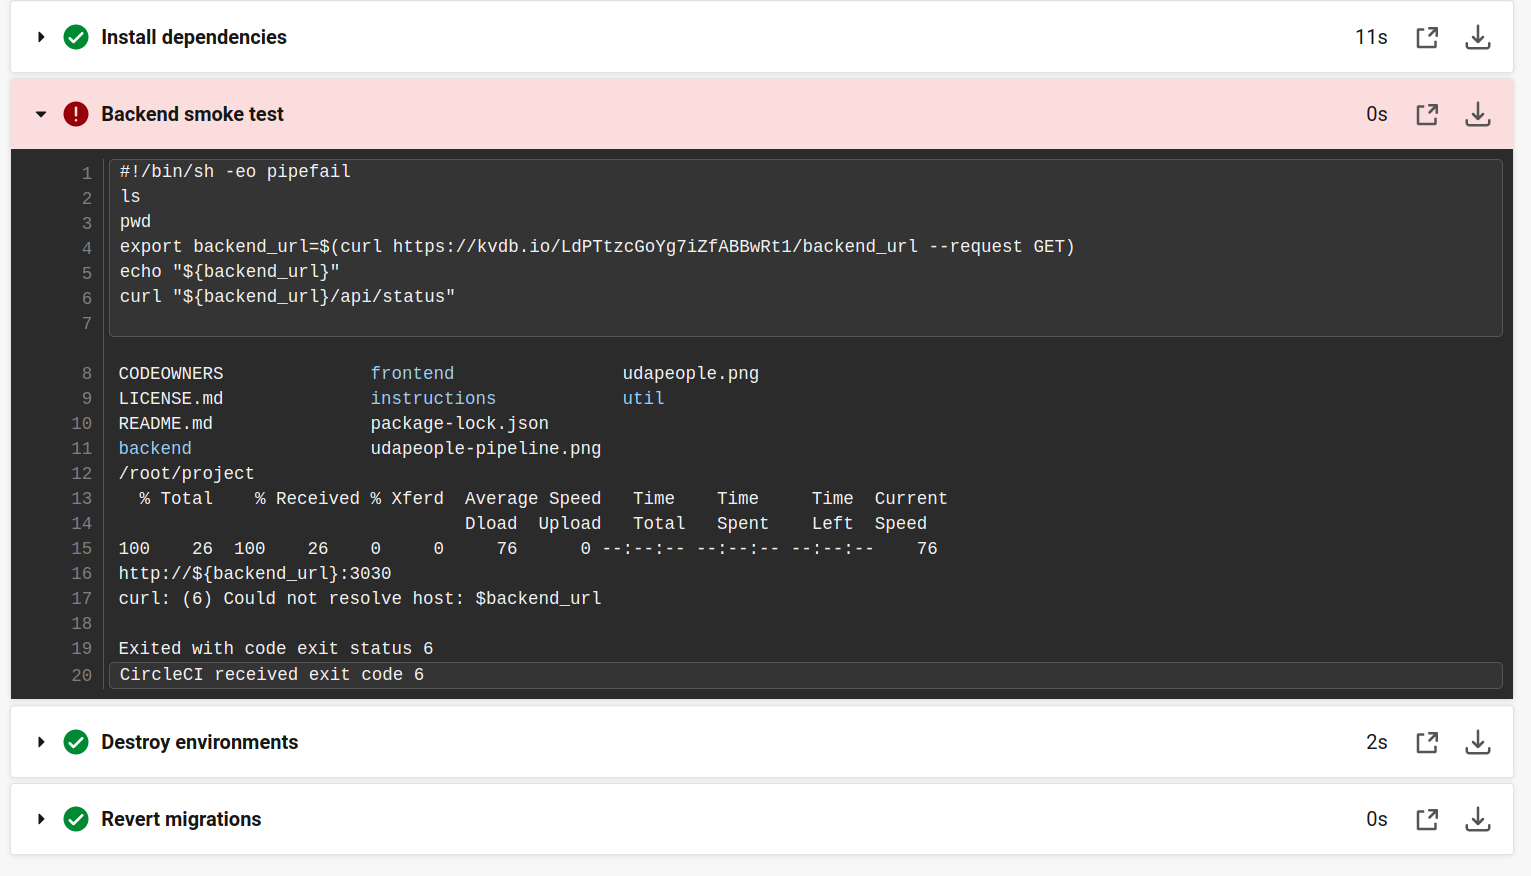 Install dependencies 11s
Backend smoke test 0s
1 #!/bin/sh -eo pipefail
2 ls
3 pwd
4 export backend_url=$(curl https://kvdb.io/LdPTtzcGoYg7iZfABBwRt1/backend_url --request GET)
5 echo "${backend_url}"
6 curl "${backend_url}/api/status"
7
8 CODEOWNERS frontend udapeople.png
9 LICENSE.md instructions util
10 README.md package-lock.json
11 backend udapeople-pipeline.png
12 /root/project
13 % Total % Received % Xferd Average Speed Time Time Time Current
14 Dload Upload Total Spent Left Speed
15 100 26 100 26 0 0 76 0 --:--:-- --:--:-- --:--:-- 76
16 http://${backend_url}:3030
17 curl: (6) Could not resolve host: $backend_url
18
19 Exited with code exit status 6
20 CircleCI received exit code 6
Destroy environments 2s
Revert migrations 0s